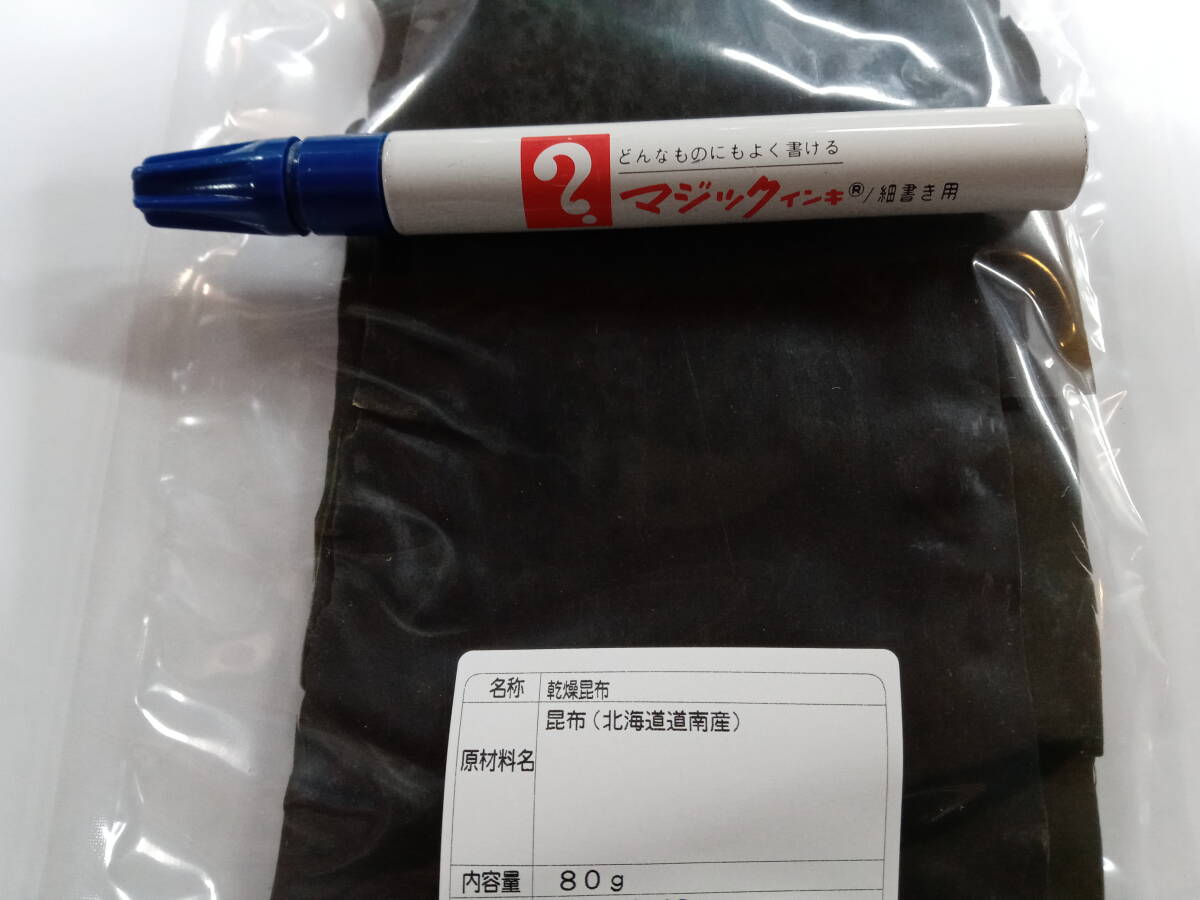 どんなものにもよく書ける
マジックインキ®/細書き用
名称 乾燥昆布
原材料名 昆布(北海道道南産)
内容量 80g